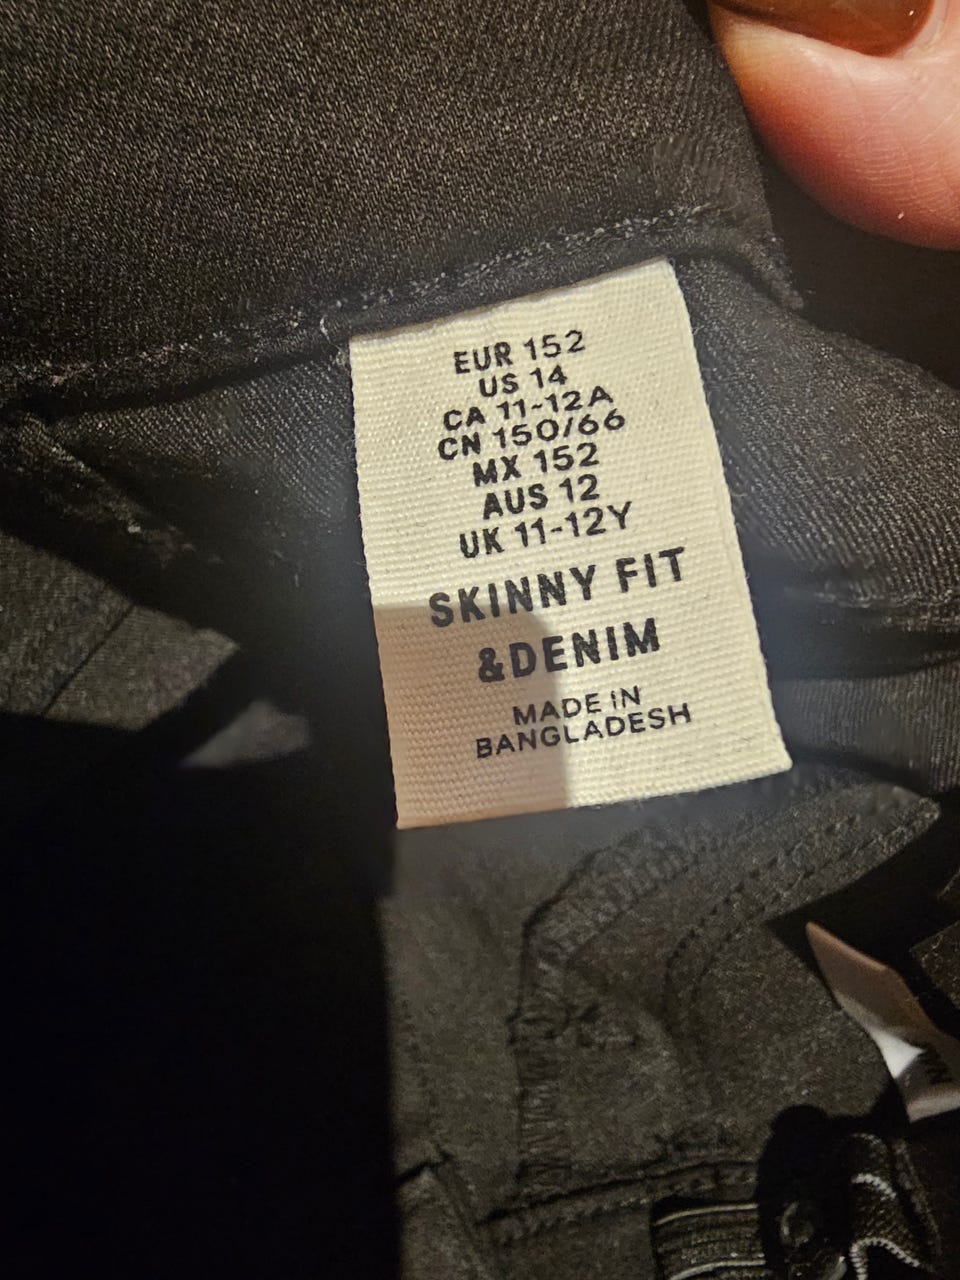 EUR 152
US 14
CA 11-12A
CN 150/66
MX 152
AUS 12
UK 11-12Y
SKINNY FIT
&DENIM
MADE IN
BANGLADESH